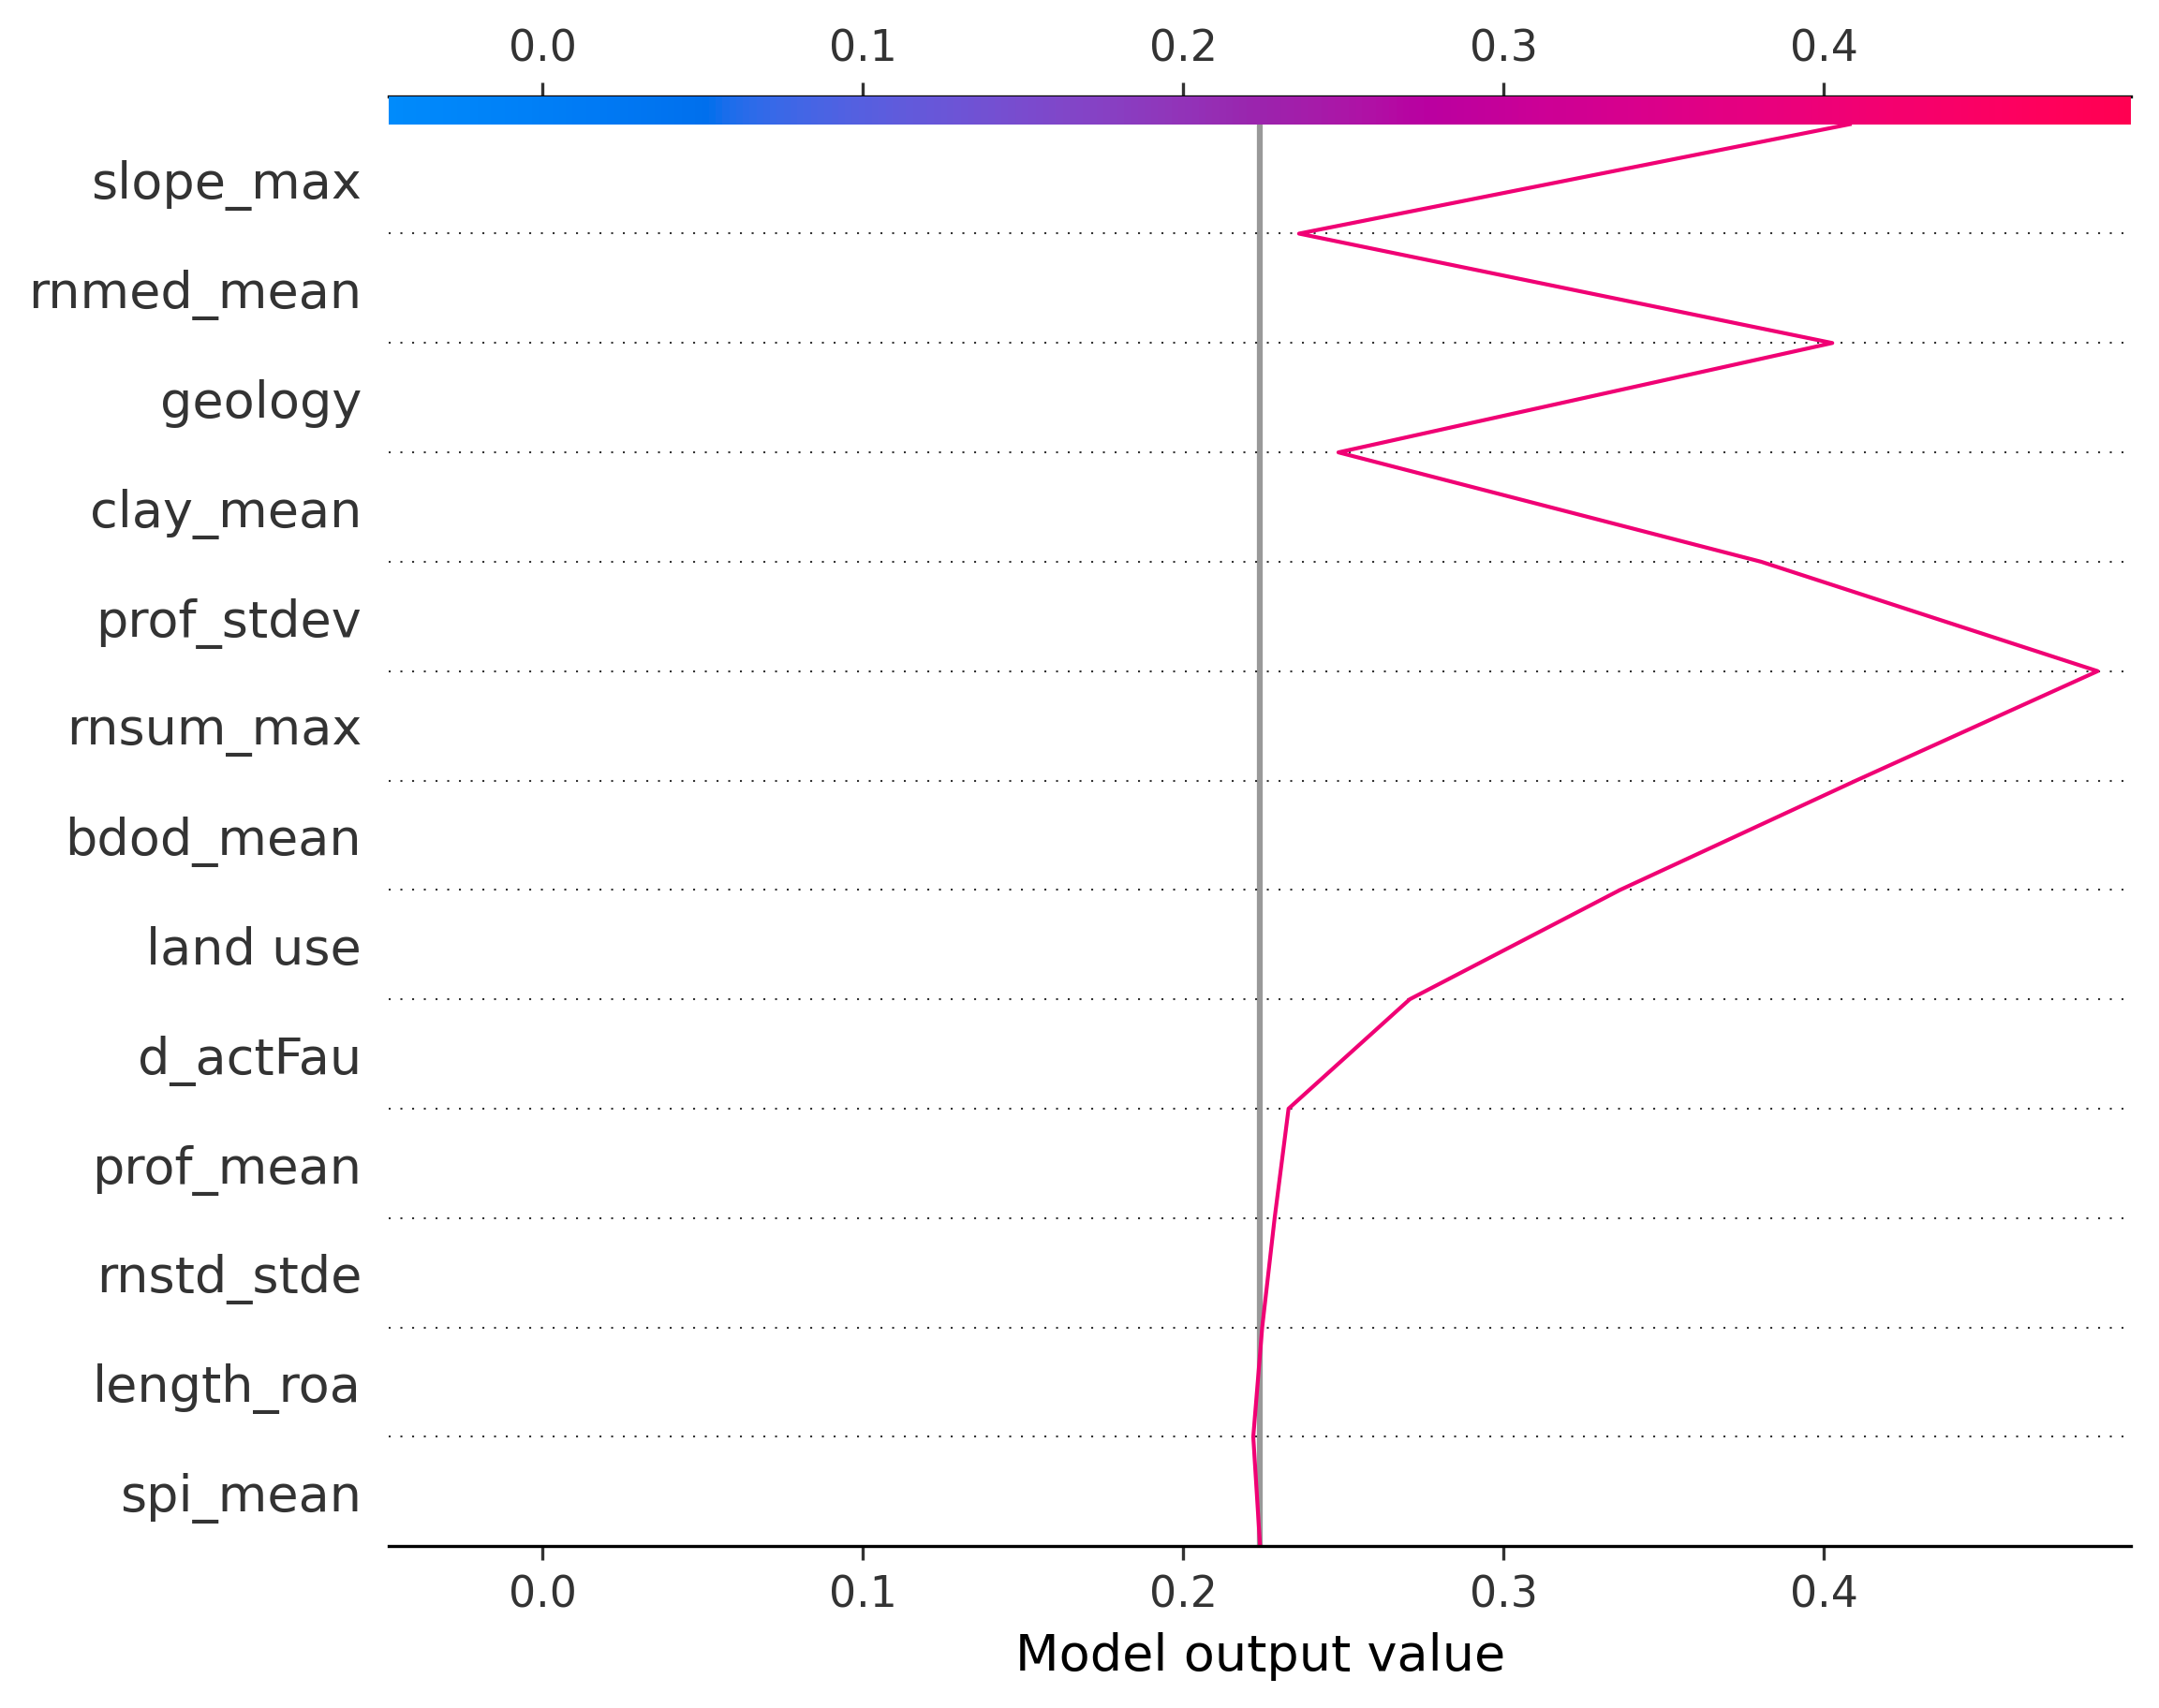 0.0 0.1 0.2 0.3 0.4
slope_max
rnmed_mean
geology
clay_mean
prof_stdev
rnsum_max
bdod_mean
land use
d_actFau
prof_mean
rnstd_stde
length_roa
spi_mean
0.0 0.1 0.2 0.3 0.4
Model output value